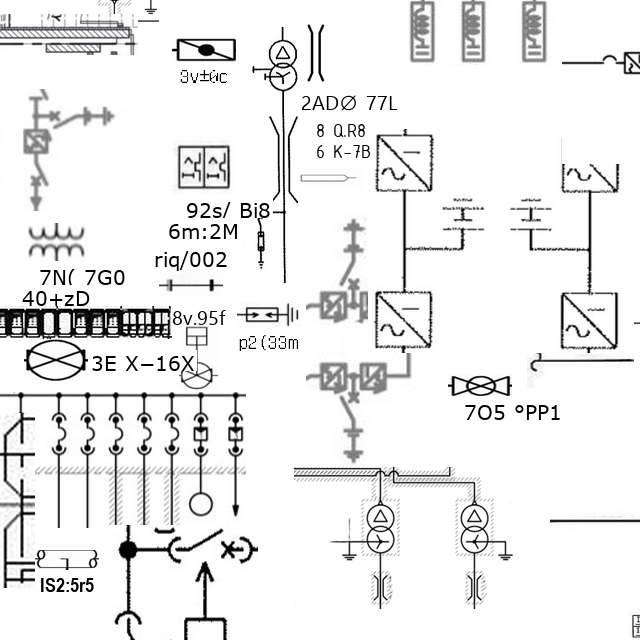 3v±0c
2AD∅ 77L
8 Q.R8
6 K-7B
92s/ Bi8
6m:2M
riq/002
7N( 7G0
40+zD
8v.95f
p2(33m
3E X−16X
7O5 °PP1
IS2:5r5